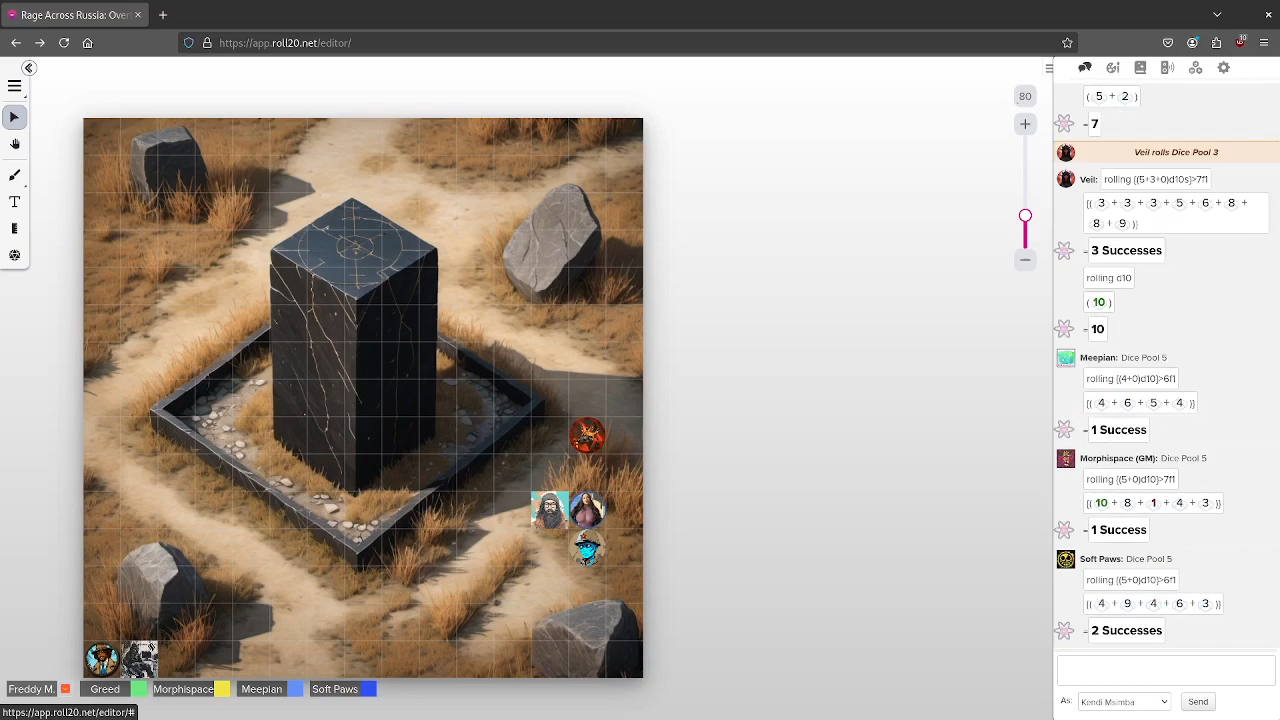 Rage Across Russia: Over
https://app.roll20.net/editor/
10
80
( 5 + 2 )
= 7
Veil rolls Dice Pool 3
Veil: rolling {(5+3+0)d10s}>7f1
{( 3 + 3 + 3 + 5 + 6 + 8 +
8 + 9 )}
= 3 Successes
rolling d10
( 10 )
= 10
Meepian: Dice Pool 5
rolling {(4+0)d10}>6f1
{( 4 + 6 + 5 + 4 )}
= 1 Success
Morphispace (GM): Dice Pool 5
rolling {(5+0)d10}>7f1
{( 10 + 8 + 1 + 4 + 3 )}
= 1 Success
Soft Paws: Dice Pool 5
rolling {(5+0)d10}>6f1
{( 4 + 9 + 4 + 6 + 3 )}
= 2 Successes
Freddy M.
Greed
Morphispace
Meepian
Soft Paws
As: Kendi Msimba
Send
https://app.roll20.net/editor/#